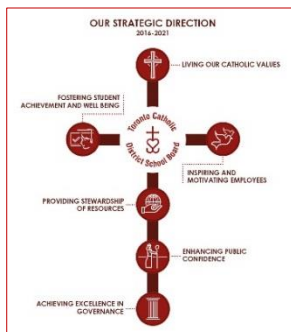 OUR STRATEGIC DIRECTION
2016-2021
LIVING OUR CATHOLIC VALUES
FOSTERING STUDENT
ACHIEVEMENT AND WELL BEING
Toronto Catholic
District School Board
INSPIRING AND
MOTIVATING EMPLOYEES
PROVIDING STEWARDSHIP
OF RESOURCES
ENHANCING PUBLIC
CONFIDENCE
ACHIEVING EXCELLENCE IN
GOVERNANCE